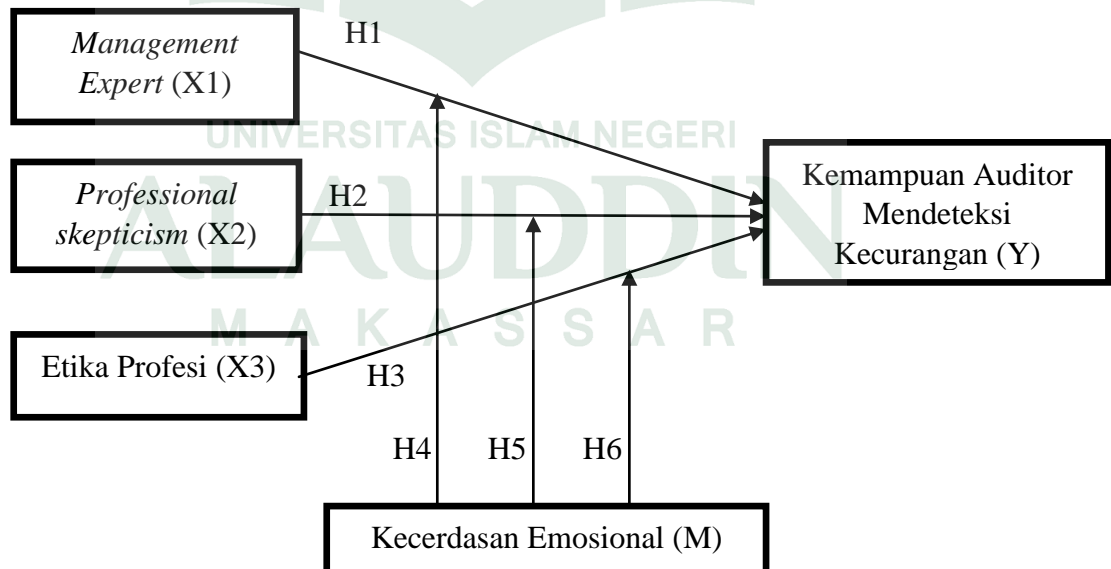 Management
Expert (X1)
H1
UNIVERSITAS ISLAM NEGERI
Professional
skepticism (X2)
H2
Kemampuan Auditor
Mendeteksi
Kecurangan (Y)
ALAUDDIN
MAKASSAR
Etika Profesi (X3)
H3
H4
H5
H6
Kecerdasan Emosional (M)